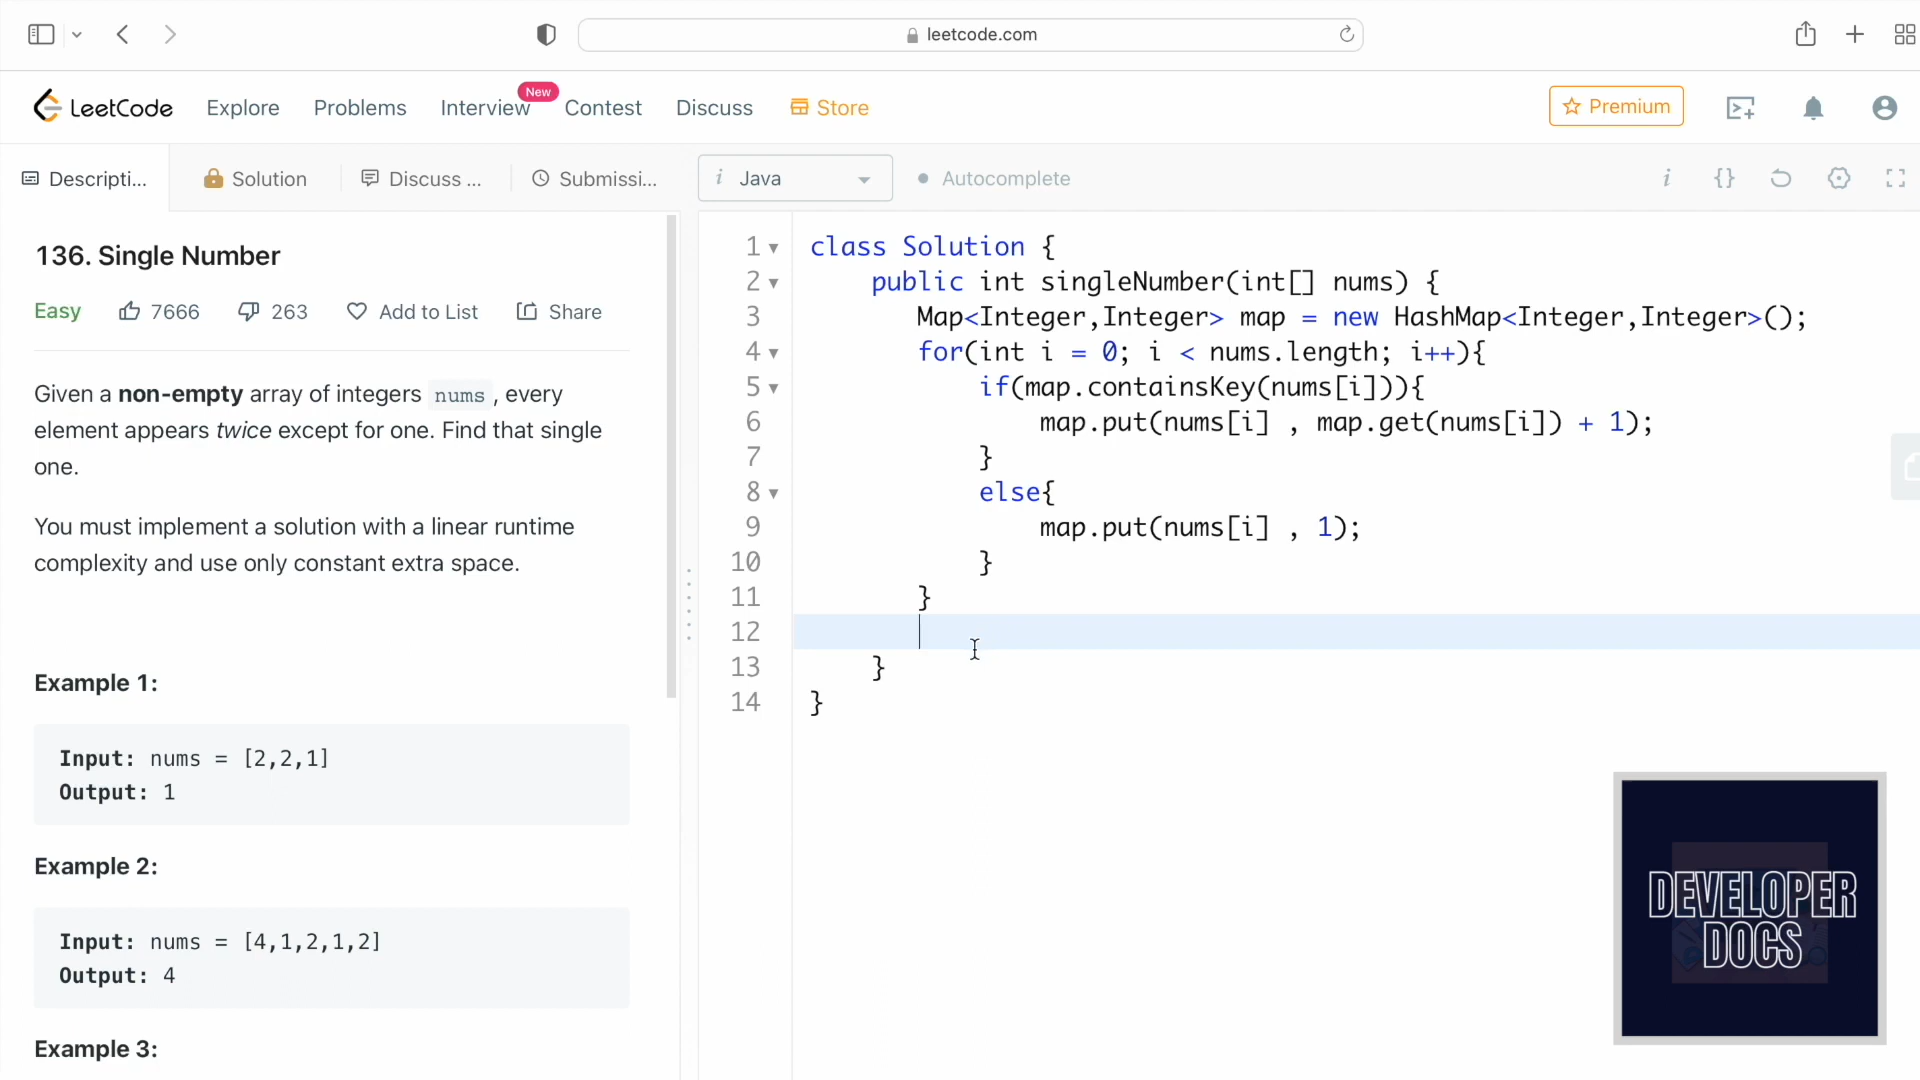 leetcode.com
LeetCode Explore Problems Interview New Contest Discuss Store Premium
Descripti... Solution Discuss ... Submissi... i Java Autocomplete i {}
136. Single Number
Easy 7666 263 Add to List Share
Given a non-empty array of integers nums, every
element appears twice except for one. Find that single
one.
You must implement a solution with a linear runtime
complexity and use only constant extra space.
Example 1:
Input: nums = [2,2,1]
Output: 1
Example 2:
Input: nums = [4,1,2,1,2]
Output: 4
Example 3:
1 class Solution {
2 public int singleNumber(int[] nums) {
3 Map<Integer,Integer> map = new HashMap<Integer,Integer>();
4 for(int i = 0; i < nums.length; i++){
5 if(map.containsKey(nums[i])){
6 map.put(nums[i] , map.get(nums[i]) + 1);
7 }
8 else{
9 map.put(nums[i] , 1);
10 }
11 }
12
13 }
14 }
DEVELOPER
DOCS